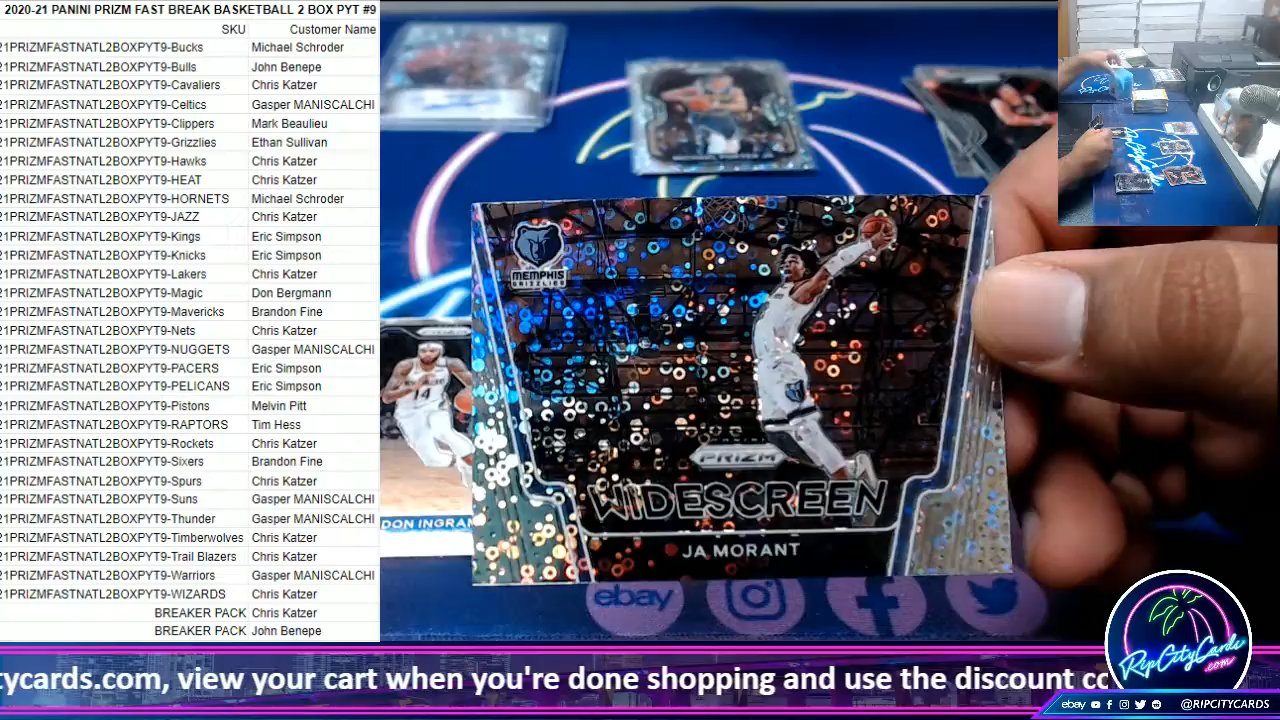 2020-21 PANINI PRIZM FAST BREAK BASKETBALL 2 BOX PYT #9
SKU Customer Name
21PRIZMFASTNATL2BOXPYT9-Bucks Michael Schroder
21PRIZMFASTNATL2BOXPYT9-Bulls John Benepe
21PRIZMFASTNATL2BOXPYT9-Cavaliers Chris Katzer
21PRIZMFASTNATL2BOXPYT9-Celtics Gasper MANISCALCHI
21PRIZMFASTNATL2BOXPYT9-Clippers Mark Beaulieu
21PRIZMFASTNATL2BOXPYT9-Grizzlies Ethan Sullivan
21PRIZMFASTNATL2BOXPYT9-Hawks Chris Katzer
21PRIZMFASTNATL2BOXPYT9-HEAT Chris Katzer
21PRIZMFASTNATL2BOXPYT9-HORNETS Michael Schroder
21PRIZMFASTNATL2BOXPYT9-JAZZ Chris Katzer
21PRIZMFASTNATL2BOXPYT9-Kings Eric Simpson
21PRIZMFASTNATL2BOXPYT9-Knicks Eric Simpson
21PRIZMFASTNATL2BOXPYT9-Lakers Chris Katzer
21PRIZMFASTNATL2BOXPYT9-Magic Don Bergmann
21PRIZMFASTNATL2BOXPYT9-Mavericks Brandon Fine
21PRIZMFASTNATL2BOXPYT9-Nets Chris Katzer
21PRIZMFASTNATL2BOXPYT9-NUGGETS Gasper MANISCALCHI
21PRIZMFASTNATL2BOXPYT9-PACERS Eric Simpson
21PRIZMFASTNATL2BOXPYT9-PELICANS Eric Simpson
21PRIZMFASTNATL2BOXPYT9-Pistons Melvin Pitt
21PRIZMFASTNATL2BOXPYT9-RAPTORS Tim Hess
21PRIZMFASTNATL2BOXPYT9-Rockets Chris Katzer
21PRIZMFASTNATL2BOXPYT9-Sixers Brandon Fine
21PRIZMFASTNATL2BOXPYT9-Spurs Chris Katzer
21PRIZMFASTNATL2BOXPYT9-Suns Gasper MANISCALCHI
21PRIZMFASTNATL2BOXPYT9-Thunder Gasper MANISCALCHI
21PRIZMFASTNATL2BOXPYT9-Timberwolves Chris Katzer
21PRIZMFASTNATL2BOXPYT9-Trail Blazers Chris Katzer
21PRIZMFASTNATL2BOXPYT9-Warriors Gasper MANISCALCHI
21PRIZMFASTNATL2BOXPYT9-WIZARDS Chris Katzer
BREAKER PACK Chris Katzer
BREAKER PACK John Benepe
MEMPHIS
GRIZZLIES
PRIZM
WIDESCREEN
JA MORANT
14
DON INGRAM
ebay
tycards.com, view your cart when you're done shopping and use the discount co
RipCityCards
.com
ebay @RIPCITYCARDS